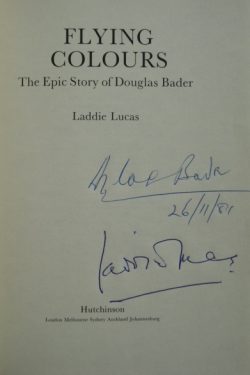 FLYING
COLOURS
The Epic Story of Douglas Bader
Laddie Lucas
Bader
26/11/81
Hutchinson
London Melbourne Sydney Auckland Johannesburg